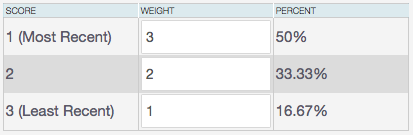 SCORE WEIGHT PERCENT
1 (Most Recent) 3 50%
2 2 33.33%
3 (Least Recent) 1 16.67%